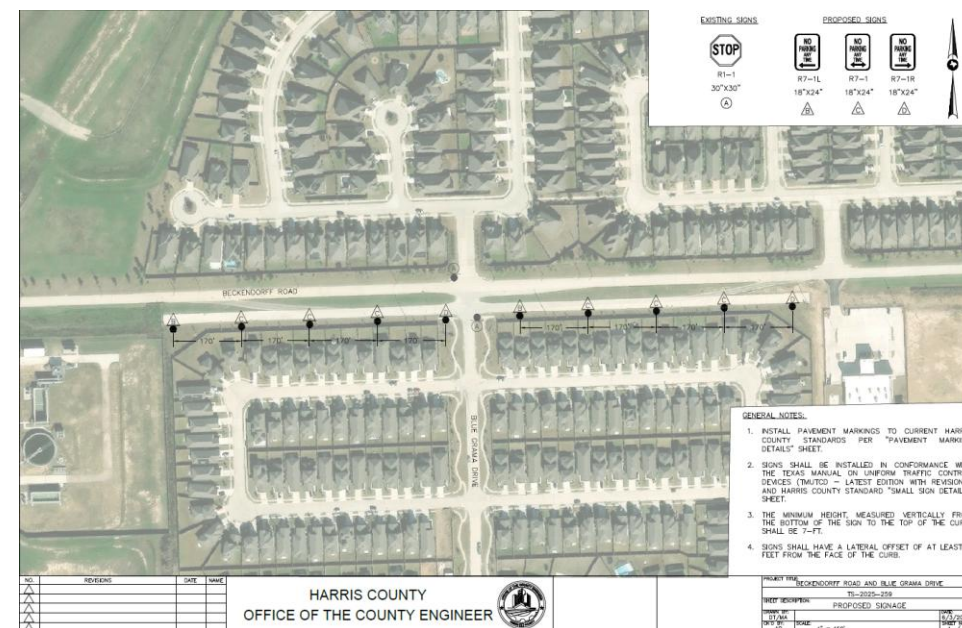 EXISTING SIGNS
PROPOSED SIGNS
STOP
R1-1
30"X30"
A
NO PARKING ANY TIME
R7-1L
18"X24"
B
NO PARKING ANY TIME
R7-1
18"X24"
C
NO PARKING ANY TIME
R7-1R
18"X24"
D
A
BECKENDORFF ROAD
C
B
C
A
170' 170' 170' 170'
170' 170' 170' 170'
BLUE GRAMA DRIVE
GENERAL NOTES:
1. INSTALL PAVEMENT MARKINGS TO CURRENT HARR
COUNTY STANDARDS PER "PAVEMENT MARKI
DETAILS" SHEET.
2. SIGNS SHALL BE INSTALLED IN CONFORMANCE WI
THE TEXAS MANUAL ON UNIFORM TRAFFIC CONTR
DEVICES (TMUTCD - LATEST EDITION WITH REVISION
AND HARRIS COUNTY STANDARD "SMALL SIGN DETAIL
SHEET.
3. THE MINIMUM HEIGHT, MEASURED VERTICALLY FR
THE BOTTOM OF THE SIGN TO THE TOP OF THE CUR
SHALL BE 7-FT.
4. SIGNS SHALL HAVE A LATERAL OFFSET OF AT LEAST
FEET FROM THE FACE OF THE CURB.
NO. REVISIONS DATE NAME
HARRIS COUNTY
OFFICE OF THE COUNTY ENGINEER
PROJECT TITLE
BECKENDORFF ROAD AND BLUE GRAMA DRIVE
TS-2025-259
SHEET DESCRIPTION
PROPOSED SIGNAGE
DRAWN BY:
DT/MA
SCALE